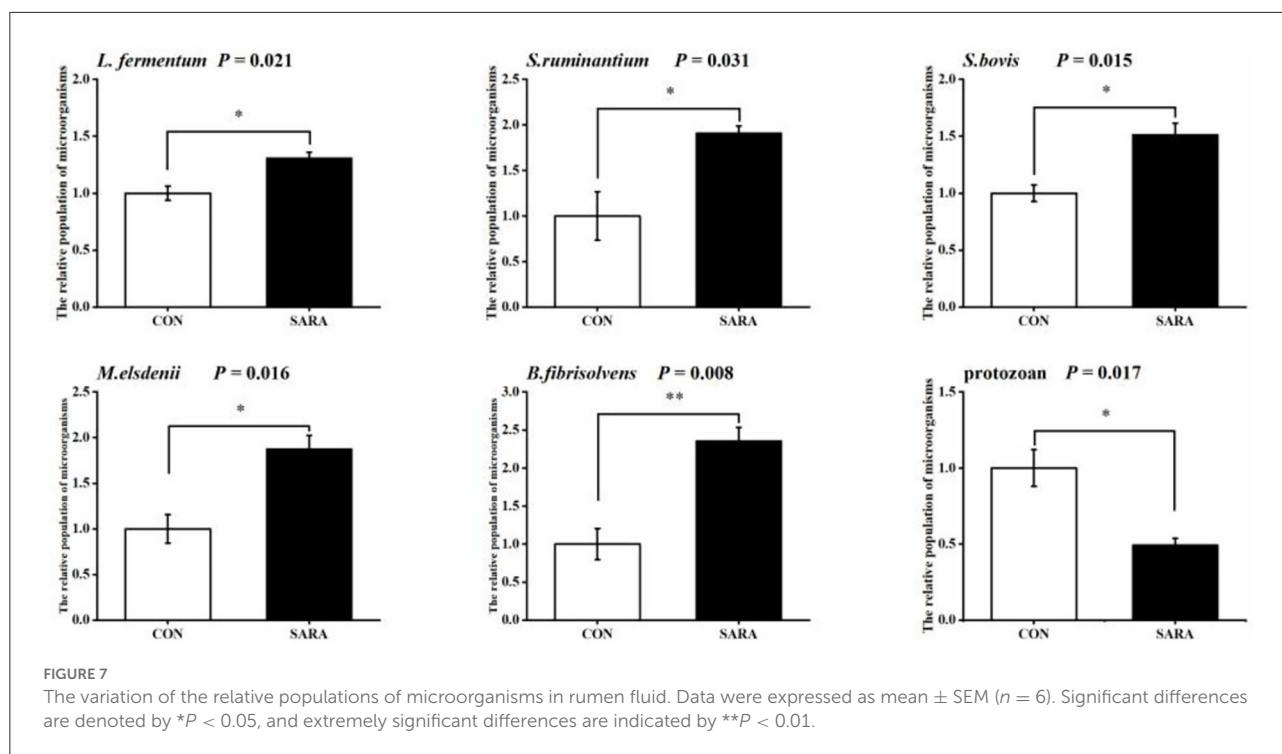 L. fermentum P = 0.021
The relative population of microorganisms
2.0
1.5
1.0
0.5
0.0
*
CON SARA
S.ruminantium P = 0.031
The relative population of microorganisms
2.5
2.0
1.5
1.0
0.5
0.0
*
CON SARA
S.bovis P = 0.015
The relative population of microorganisms
2.0
1.5
1.0
0.5
0.0
*
CON SARA
M.elsdenii P = 0.016
The relative population of microorganisms
2.5
2.0
1.5
1.0
0.5
0.0
*
CON SARA
B.fibrisolvens P = 0.008
The relative population of microorganisms
3.0
2.5
2.0
1.5
1.0
0.5
0.0
**
CON SARA
protozoan P = 0.017
The relative population of microorganisms
1.5
1.0
0.5
0.0
*
CON SARA
FIGURE 7
The variation of the relative populations of microorganisms in rumen fluid. Data were expressed as mean ± SEM (n = 6). Significant differences
are denoted by *P < 0.05, and extremely significant differences are indicated by **P < 0.01.